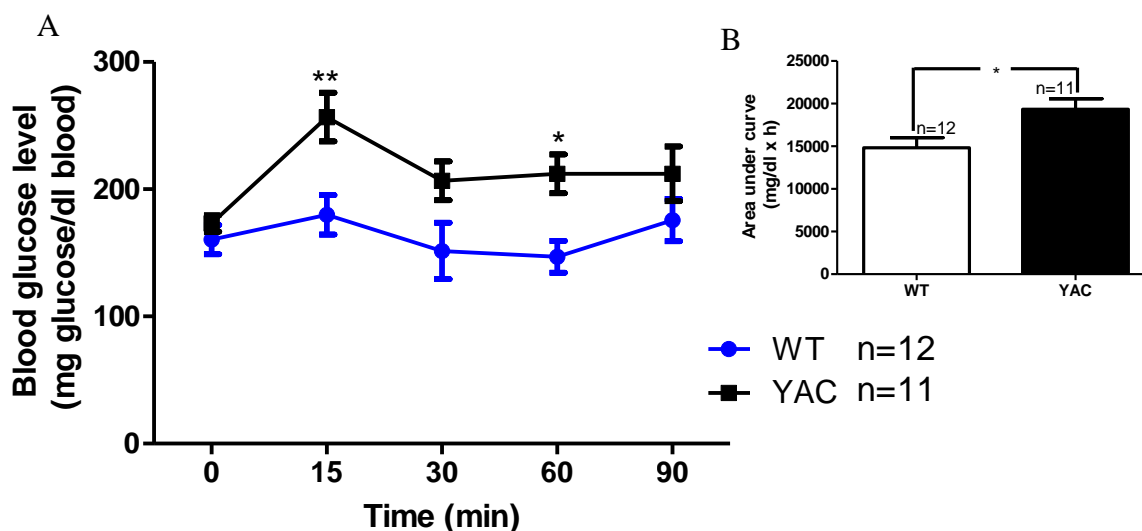 A
Blood glucose level
(mg glucose/dl blood)
300
200
100
0
**
*
0 15 30 60 90
Time (min)
B
Area under curve
(mg/dl x h)
25000
20000
15000
10000
5000
0
*
n=12
n=11
WT YAC
WT n=12
YAC n=11